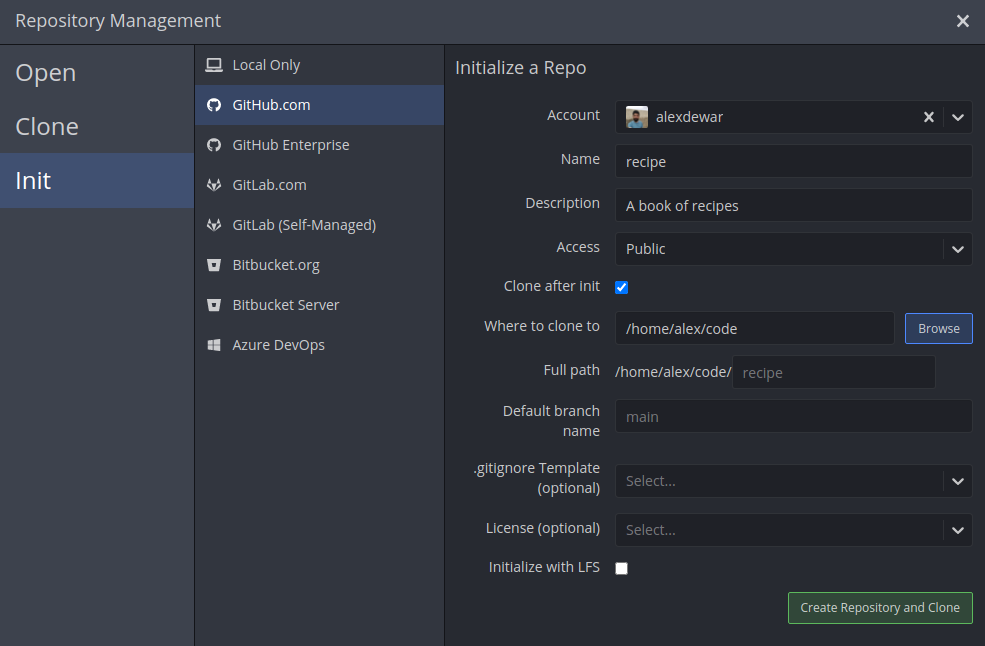 Repository Management
Open
Clone
Init
Local Only
GitHub.com
GitHub Enterprise
GitLab.com
GitLab (Self-Managed)
Bitbucket.org
Bitbucket Server
Azure DevOps
Initialize a Repo
Account alexdewar
Name recipe
Description A book of recipes
Access Public
Clone after init
Where to clone to /home/alex/code Browse
Full path /home/alex/code/ recipe
Default branch
name
main
.gitignore Template
(optional)
Select...
License (optional) Select...
Initialize with LFS
Create Repository and Clone